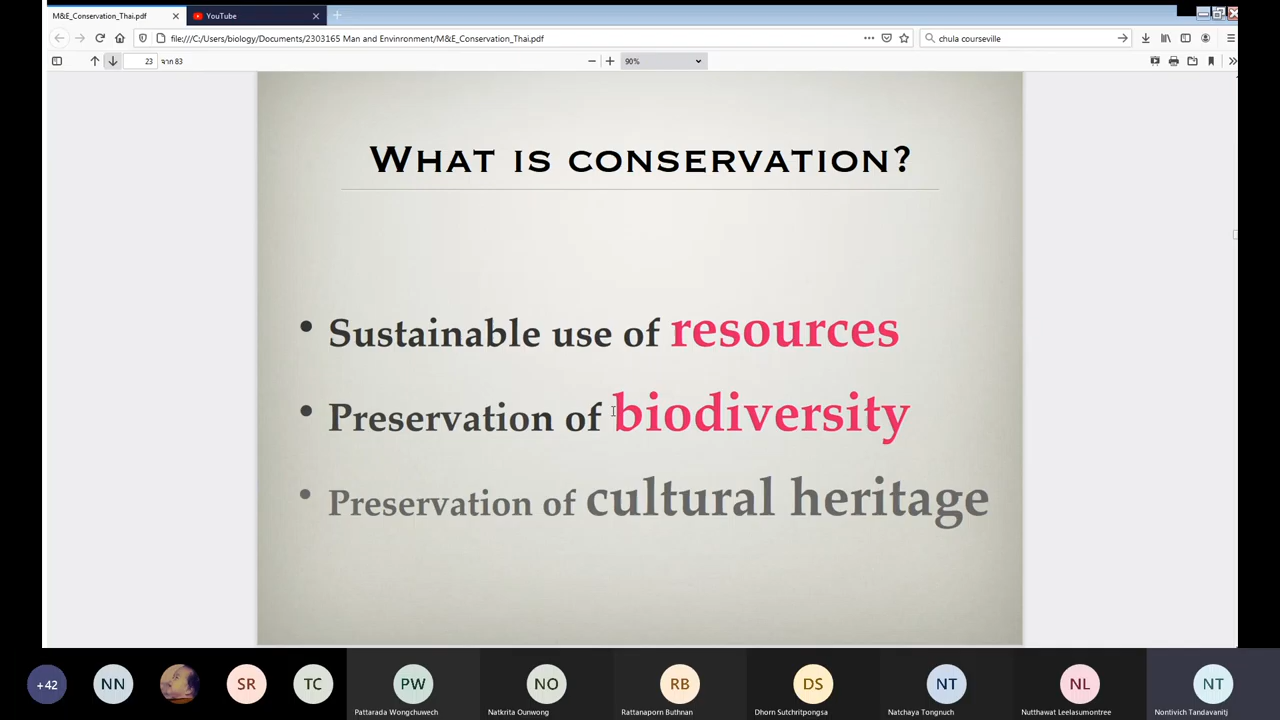 M&E_Conservation_Thai.pdf
YouTube
file:///C:/Users/biology/Documents/2303165 Man and Envinronment/M&E_Conservation_Thai.pdf
chula courseville
23 จาก 83
90%
WHAT IS CONSERVATION?
• Sustainable use of resources
• Preservation of biodiversity
• Preservation of cultural heritage
+42 NN SR TC PW NO RB DS NT NL NT
Pattarada Wongchuwech Natkrita Ounwong Rattanaporn Buthnan Dhorn Sutchritpongsa Natchaya Tongnuch Nutthawat Leelasumontree Nontivich Tandavanitj